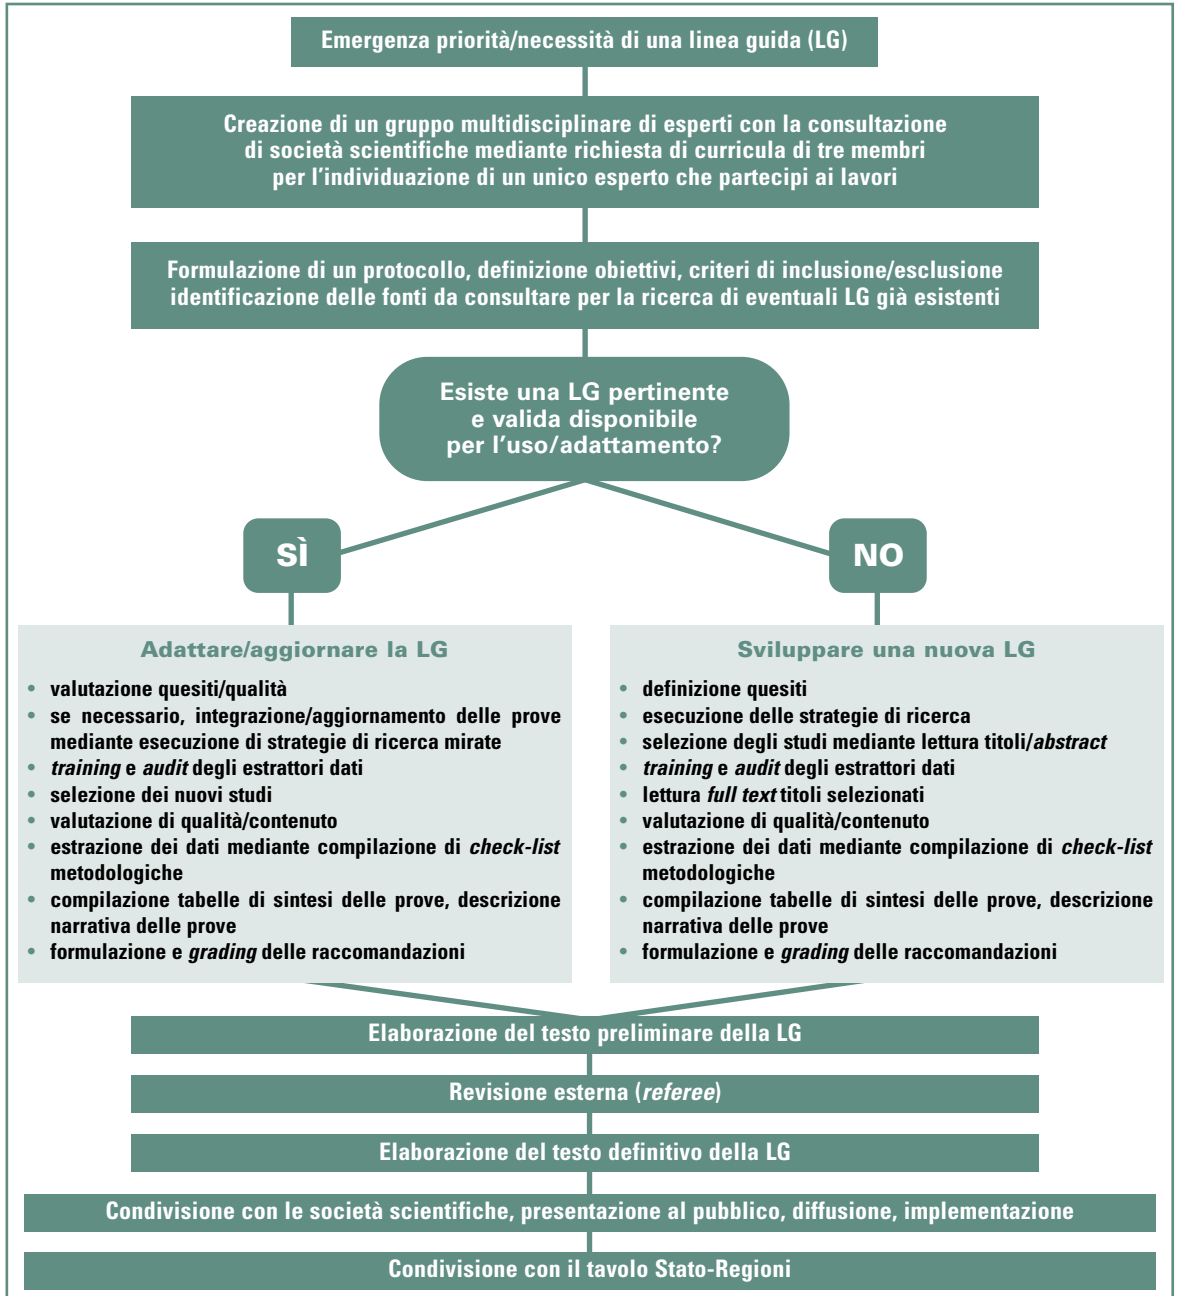 Emergenza priorità/necessità di una linea guida (LG)
Creazione di un gruppo multidisciplinare di esperti con la consultazione
di società scientifiche mediante richiesta di curricula di tre membri
per l'individuazione di un unico esperto che partecipi ai lavori
Formulazione di un protocollo, definizione obiettivi, criteri di inclusione/esclusione
identificazione delle fonti da consultare per la ricerca di eventuali LG già esistenti
Esiste una LG pertinente
e valida disponibile
per l'uso/adattamento?
SÌ
NO
Adattare/aggiornare la LG
• valutazione quesiti/qualità
• se necessario, integrazione/aggiornamento delle prove
mediante esecuzione di strategie di ricerca mirate
• training e audit degli estrattori dati
• selezione dei nuovi studi
• valutazione di qualità/contenuto
• estrazione dei dati mediante compilazione di check-list
metodologiche
• compilazione tabelle di sintesi delle prove, descrizione
narrativa delle prove
• formulazione e grading delle raccomandazioni
Sviluppare una nuova LG
• definizione quesiti
• esecuzione delle strategie di ricerca
• selezione degli studi mediante lettura titoli/abstract
• training e audit degli estrattori dati
• lettura full text titoli selezionati
• valutazione di qualità/contenuto
• estrazione dei dati mediante compilazione di check-list
metodologiche
• compilazione tabelle di sintesi delle prove, descrizione
narrativa delle prove
• formulazione e grading delle raccomandazioni
Elaborazione del testo preliminare della LG
Revisione esterna (referee)
Elaborazione del testo definitivo della LG
Condivisione con le società scientifiche, presentazione al pubblico, diffusione, implementazione
Condivisione con il tavolo Stato-Regioni